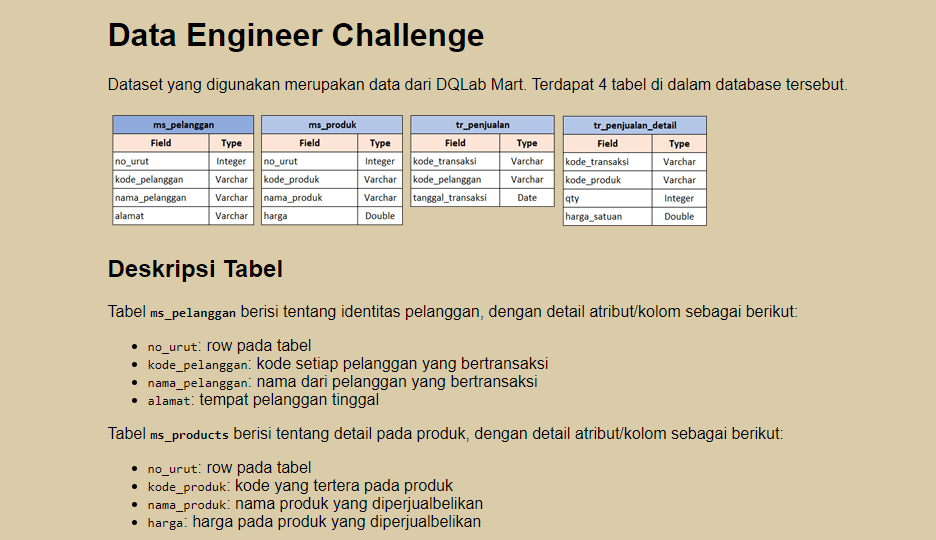 Data Engineer Challenge
Dataset yang digunakan merupakan data dari DQLab Mart. Terdapat 4 tabel di dalam database tersebut.
ms_pelanggan
Field Type
no_urut Integer
kode_pelanggan Varchar
nama_pelanggan Varchar
alamat Varchar
ms_produk
Field Type
no_urut Integer
kode_produk Varchar
nama_produk Varchar
harga Double
tr_penjualan
Field Type
kode_transaksi Varchar
kode_pelanggan Varchar
tanggal_transaksi Date
tr_penjualan_detail
Field Type
kode_transaksi Varchar
kode_produk Varchar
qty Integer
harga_satuan Double
Deskripsi Tabel
Tabel ms_pelanggan berisi tentang identitas pelanggan, dengan detail atribut/kolom sebagai berikut:
• no_urut: row pada tabel
• kode_pelanggan: kode setiap pelanggan yang bertransaksi
• nama_pelanggan: nama dari pelanggan yang bertransaksi
• alamat: tempat pelanggan tinggal
Tabel ms_products berisi tentang detail pada produk, dengan detail atribut/kolom sebagai berikut:
• no_urut: row pada tabel
• kode_produk: kode yang tertera pada produk
• nama_produk: nama produk yang diperjualbelikan
• harga: harga pada produk yang diperjualbelikan